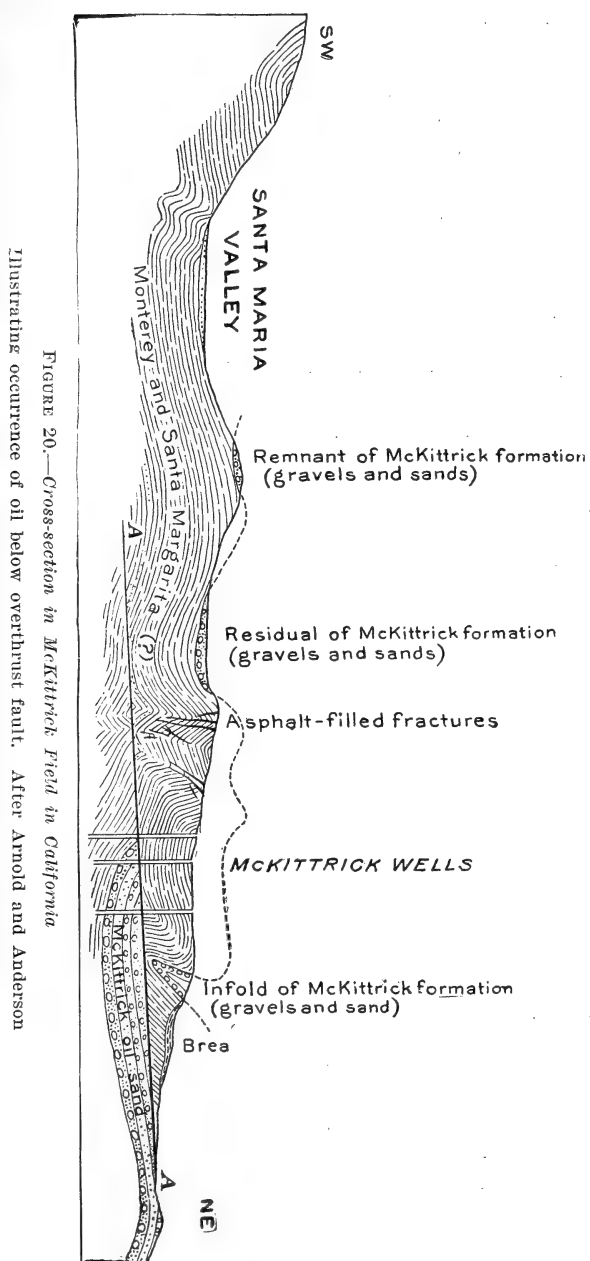 SW
SANTA MARIA
VALLEY
Remnant of McKittrick formation
(gravels and sands)
Monterey and Santa Margarita (?)
A
Residual of McKittrick formation
(gravels and sands)
Asphalt-filled fractures
McKITTRICK WELLS
Infold of McKittrick formation
(gravels and sand)
Brea
McKittrick oil sand
A
NE
FIGURE 20.—Cross-section in McKittrick Field in California
Illustrating occurrence of oil below overthrust fault. After Arnold and Anderson